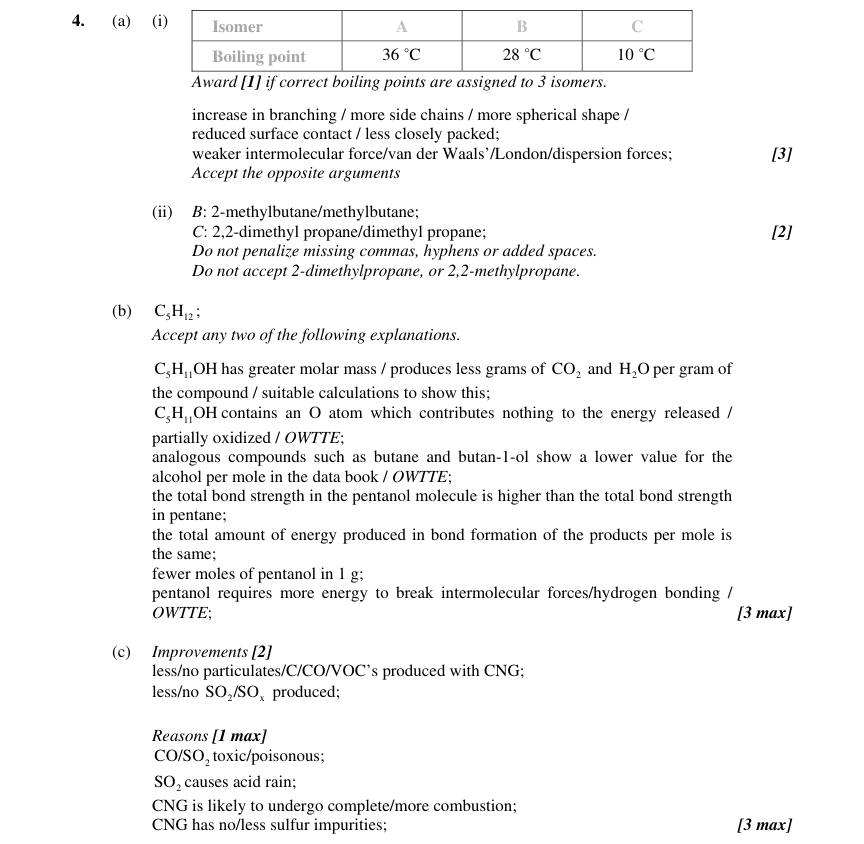 4. (a) (i) Isomer A B C
Boiling point 36 °C 28 °C 10 °C
Award [1] if correct boiling points are assigned to 3 isomers.
increase in branching / more side chains / more spherical shape /
reduced surface contact / less closely packed;
weaker intermolecular force/van der Waals’/London/dispersion forces; [3]
Accept the opposite arguments
(ii) B: 2-methylbutane/methylbutane;
C: 2,2-dimethyl propane/dimethyl propane; [2]
Do not penalize missing commas, hyphens or added spaces.
Do not accept 2-dimethylpropane, or 2,2-methylpropane.
(b) C₅H₁₂;
Accept any two of the following explanations.
C₅H₁₁OH has greater molar mass / produces less grams of CO₂ and H₂O per gram of
the compound / suitable calculations to show this;
C₅H₁₁OH contains an O atom which contributes nothing to the energy released /
partially oxidized / OWTTE;
analogous compounds such as butane and butan-1-ol show a lower value for the
alcohol per mole in the data book / OWTTE;
the total bond strength in the pentanol molecule is higher than the total bond strength
in pentane;
the total amount of energy produced in bond formation of the products per mole is
the same;
fewer moles of pentanol in 1 g;
pentanol requires more energy to break intermolecular forces/hydrogen bonding /
OWTTE; [3 max]
(c) Improvements [2]
less/no particulates/C/CO/VOC’s produced with CNG;
less/no SO₂/SOₓ produced;
Reasons [1 max]
CO/SO₂ toxic/poisonous;
SO₂ causes acid rain;
CNG is likely to undergo complete/more combustion;
CNG has no/less sulfur impurities; [3 max]